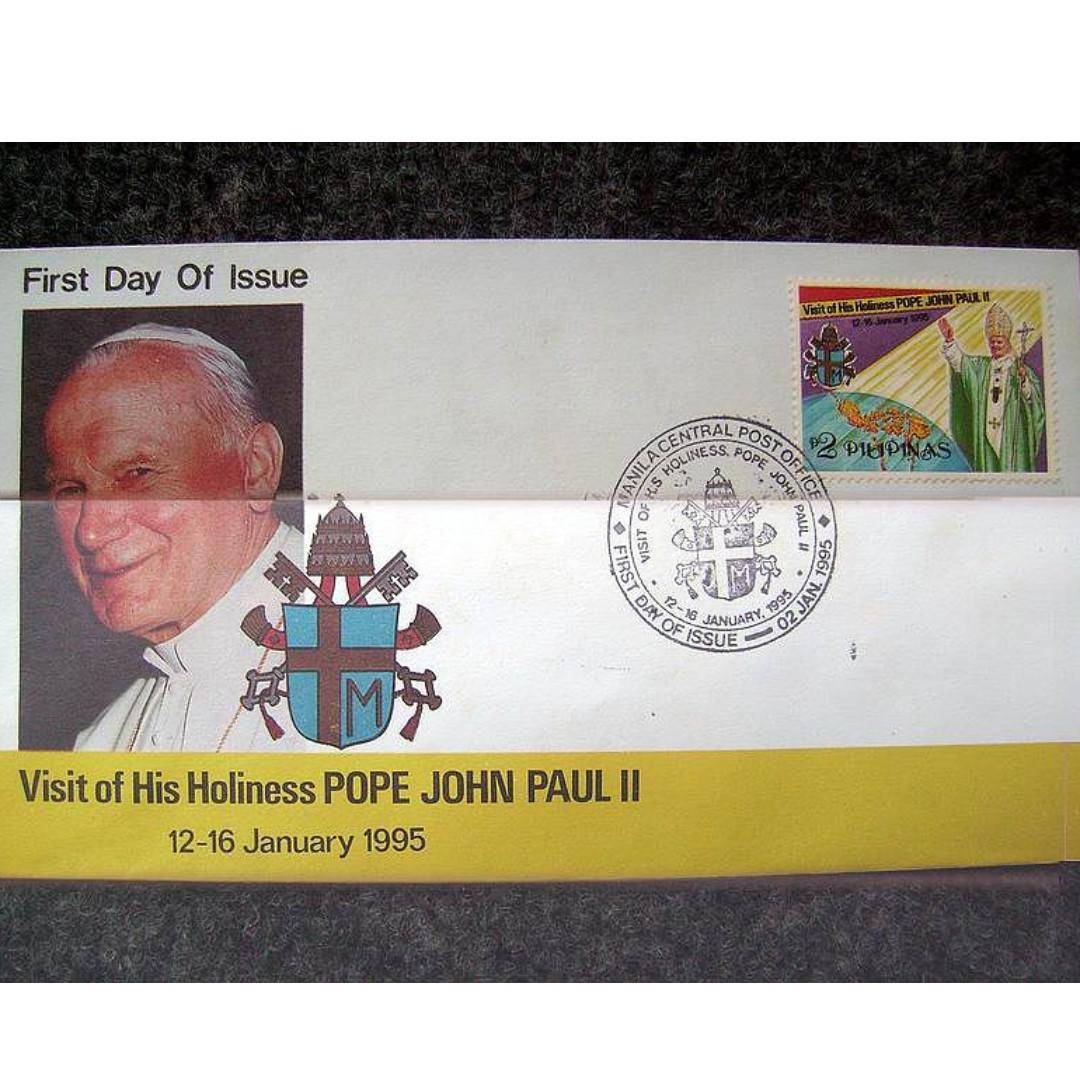 First Day Of Issue
Visit of His Holiness POPE JOHN PAUL II
12-15 January 1995
M
₱2 PILIPINAS
MANILA CENTRAL POST OFFICE
VISIT OF HIS HOLINESS, POPE JOHN PAUL II
M
12-16 JANUARY, 1995
FIRST DAY OF ISSUE — 02 JAN. 1995
M
Visit of His Holiness POPE JOHN PAUL II
12-16 January 1995